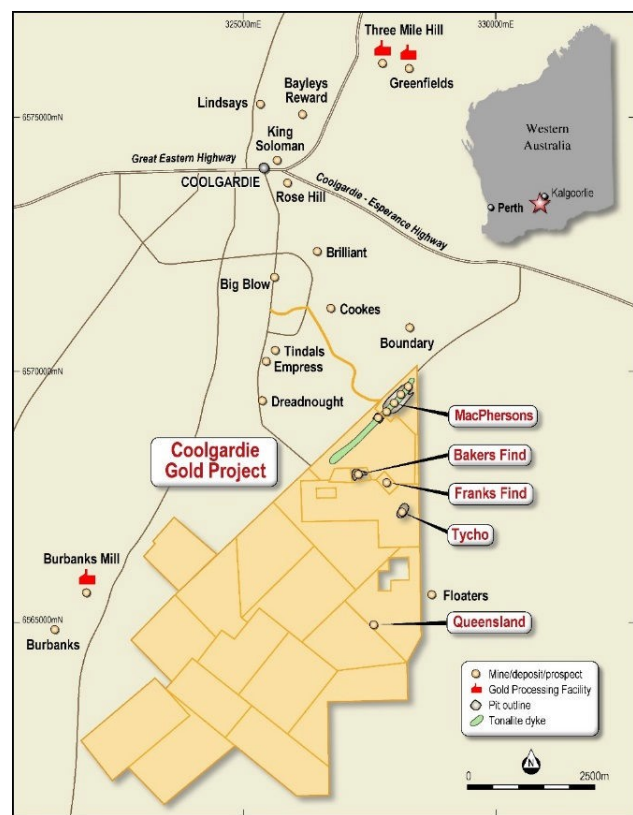 325000mE
330000mE
Three Mile Hill
Greenfields
Bayleys
Reward
Lindsays
6575000mN
King
Soloman
Great Eastern Highway
COOLGARDIE
Rose Hill
Coolgardie - Esperance Highway
Western
Australia
Kalgoorlie
Perth
Brilliant
Big Blow
Cookes
Boundary
Tindals
Empress
6570000mN
Dreadnought
MacPhersons
Coolgardie
Gold Project
Bakers Find
Franks Find
Tycho
Burbanks Mill
Floaters
6565000mN
Queensland
Burbanks
Mine/deposit/prospect
Gold Processing Facility
Pit outline
Tonalite dyke
N
0
2500m